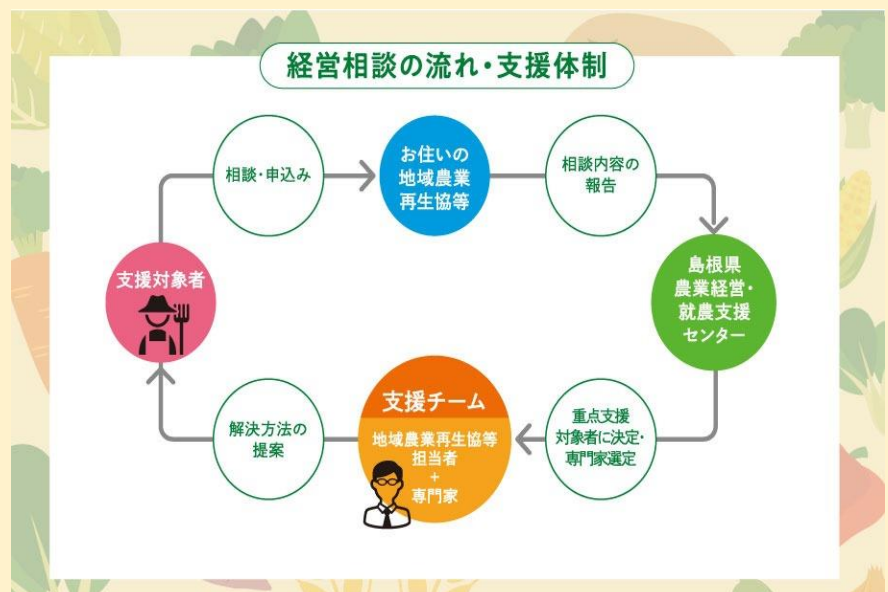 経営相談の流れ・支援体制
相談・申込み
お住いの
地域農業
再生協等
相談内容の
報告
島根県
農業経営・
就農支援
センター
重点支援
対象者に決定・
専門家選定
支援チーム
地域農業再生協等
担当者
+
専門家
解決方法の
提案
支援対象者